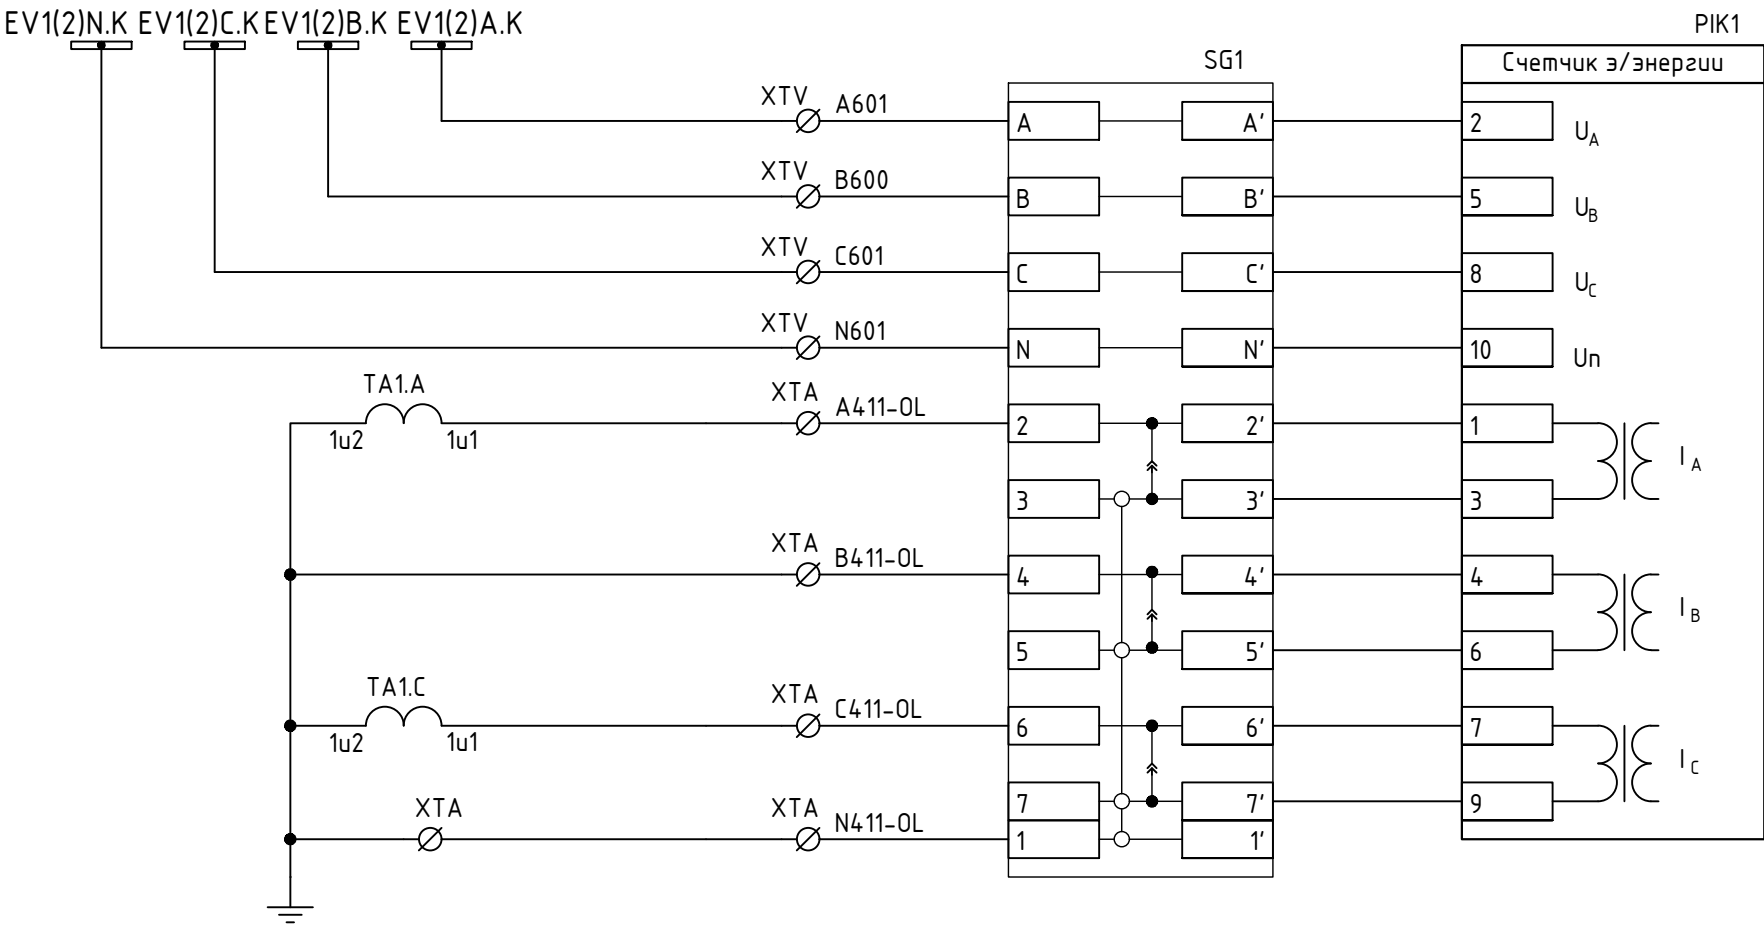 EV1(2)N.K EV1(2)C.K EV1(2)B.K EV1(2)A.K
PIK1
SG1
Счетчик э/энергии
XTV A601
A A' 2 UA
XTV B600
B B' 5 UB
XTV C601
C C' 8 UC
XTV N601
N N' 10 Un
TA1.A XTA A411-0L
1u2 1u1 2 2' 1
IA
3 3' 3
XTA B411-0L
4 4' 4
IB
5 5' 6
TA1.C XTA C411-0L
1u2 1u1 6 6' 7
IC
7 7' 9
XTA XTA N411-0L
1 1'